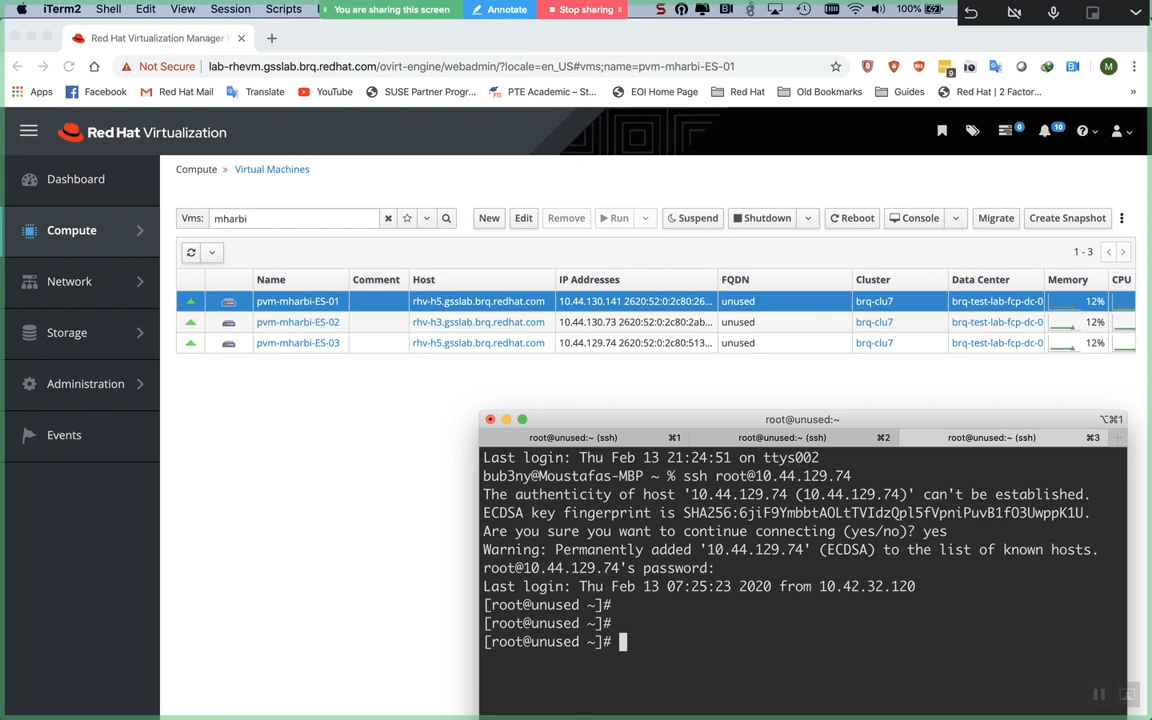 iTerm2 Shell Edit View Session Scripts You are sharing this screen Annotate Stop sharing 100%
Red Hat Virtualization Manager
Not Secure lab-rhevm.gsslab.brq.redhat.com/ovirt-engine/webadmin/?locale=en_US#vms;name=pvm-mharbi-ES-01 9 M
Apps Facebook Red Hat Mail Translate YouTube SUSE Partner Prog... PTE Academic – St... EOI Home Page Red Hat Old Bookmarks Guides Red Hat | 2 Factor... »
Red Hat Virtualization 0 10
Dashboard
Compute
Network
Storage
Administration
Events
Compute » Virtual Machines
Vms: mharbi New Edit Remove Run Suspend Shutdown Reboot Console Migrate Create Snapshot
1 - 3
Name Comment Host IP Addresses FQDN Cluster Data Center Memory CPU
pvm-mharbi-ES-01 rhv-h5.gsslab.brq.redhat.com 10.44.130.141 2620:52:0:2c80:26... unused brq-clu7 brq-test-lab-fcp-dc-0 12%
pvm-mharbi-ES-02 rhv-h3.gsslab.brq.redhat.com 10.44.130.73 2620:52:0:2c80:2ab... unused brq-clu7 brq-test-lab-fcp-dc-0 12%
pvm-mharbi-ES-03 rhv-h5.gsslab.brq.redhat.com 10.44.129.74 2620:52:0:2c80:513... unused brq-clu7 brq-test-lab-fcp-dc-0 12%
root@unused:~ ⌥⌘1
root@unused:~ (ssh) ⌘1 root@unused:~ (ssh) ⌘2 root@unused:~ (ssh) ⌘3
Last login: Thu Feb 13 21:24:51 on ttys002
bub3ny@Moustafas-MBP ~ % ssh root@10.44.129.74
The authenticity of host '10.44.129.74 (10.44.129.74)' can't be established.
ECDSA key fingerprint is SHA256:6jiF9YmbbtAOLtTVIdzQpl5fVpniPuvB1fO3UwppK1U.
Are you sure you want to continue connecting (yes/no)? yes
Warning: Permanently added '10.44.129.74' (ECDSA) to the list of known hosts.
root@10.44.129.74's password:
Last login: Thu Feb 13 07:25:23 2020 from 10.42.32.120
[root@unused ~]#
[root@unused ~]#
[root@unused ~]#